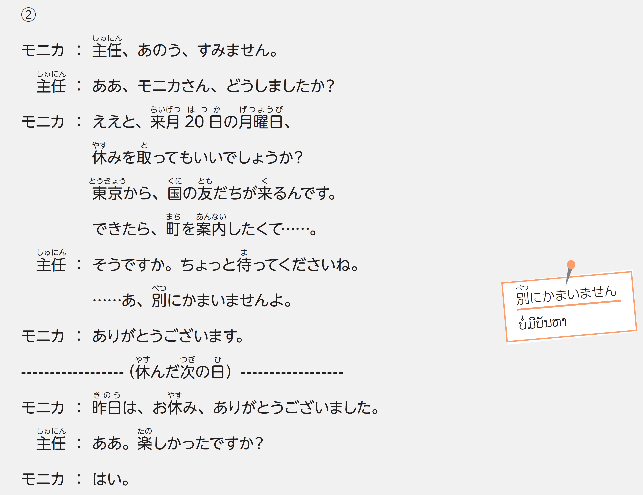 ②
モニカ ： 主任、あのう、すみません。
主任 ： ああ、モニカさん、どうしましたか？
モニカ ： ええと、来月 20 日の月曜日、
休みを取ってもいいでしょうか？
東京から、国の友だちが来るんです。
できたら、町を案内したくて……。
主任 ： そうですか。ちょっと待ってくださいね。
……あ、別にかまいませんよ。
モニカ ： ありがとうございます。
------------------ （休んだ次の日） ------------------
モニカ ： 昨日は、お休み、ありがとうございました。
主任 ： ああ。楽しかったですか？
モニカ ： はい。
別にかまいません
ບໍ່ມີບັນຫາ